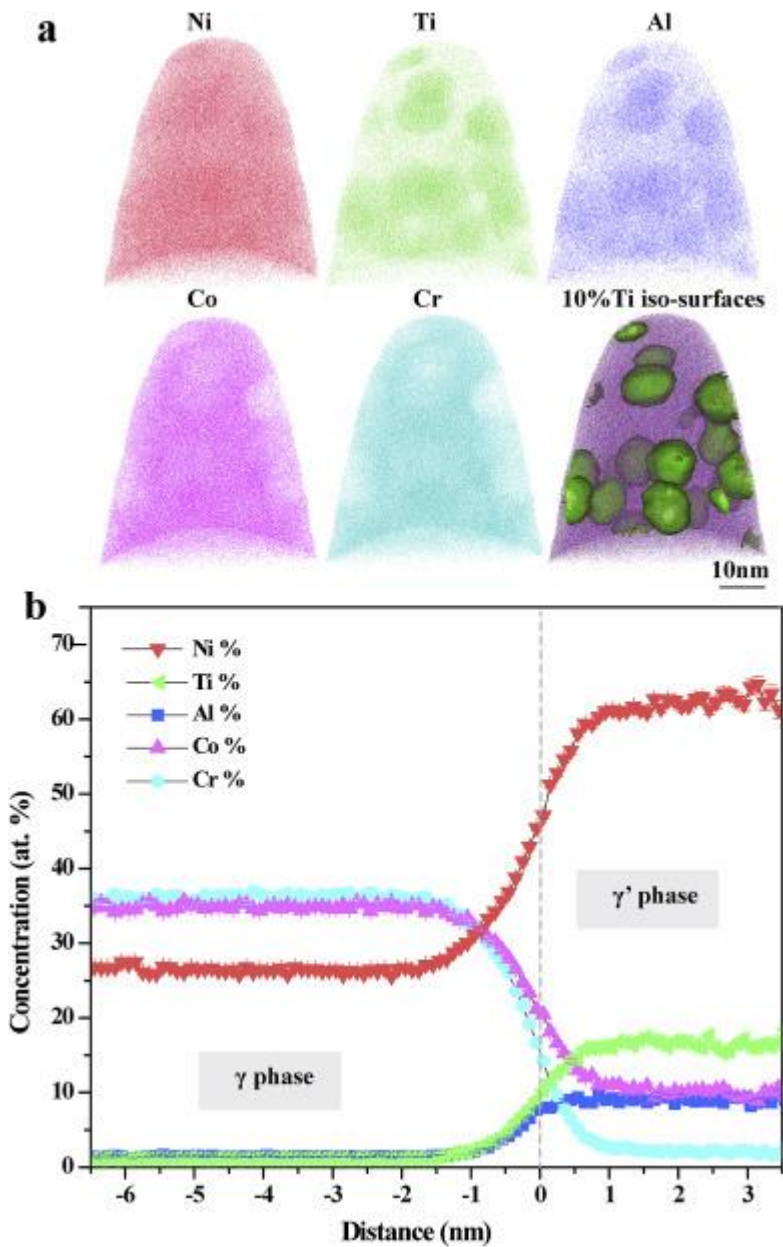 a
Ni Ti Al
Co Cr 10%Ti iso-surfaces
10nm
b
Ni %
Ti %
Al %
Co %
Cr %
γ' phase
γ phase
Concentration (at. %)
70
60
50
40
30
20
10
0
-6 -5 -4 -3 -2 -1 0 1 2 3
Distance (nm)